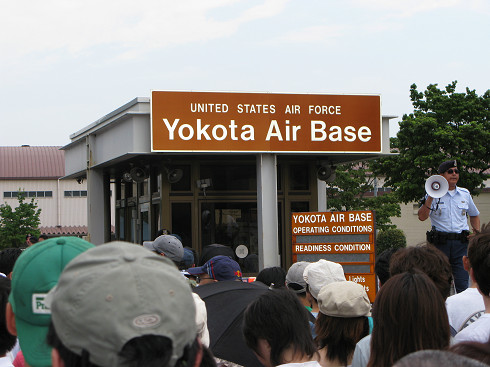 UNITED STATES AIR FORCE
Yokota Air Base
YOKOTA AIR BASE
OPERATING CONDITIONS
READINESS CONDITION
Lights